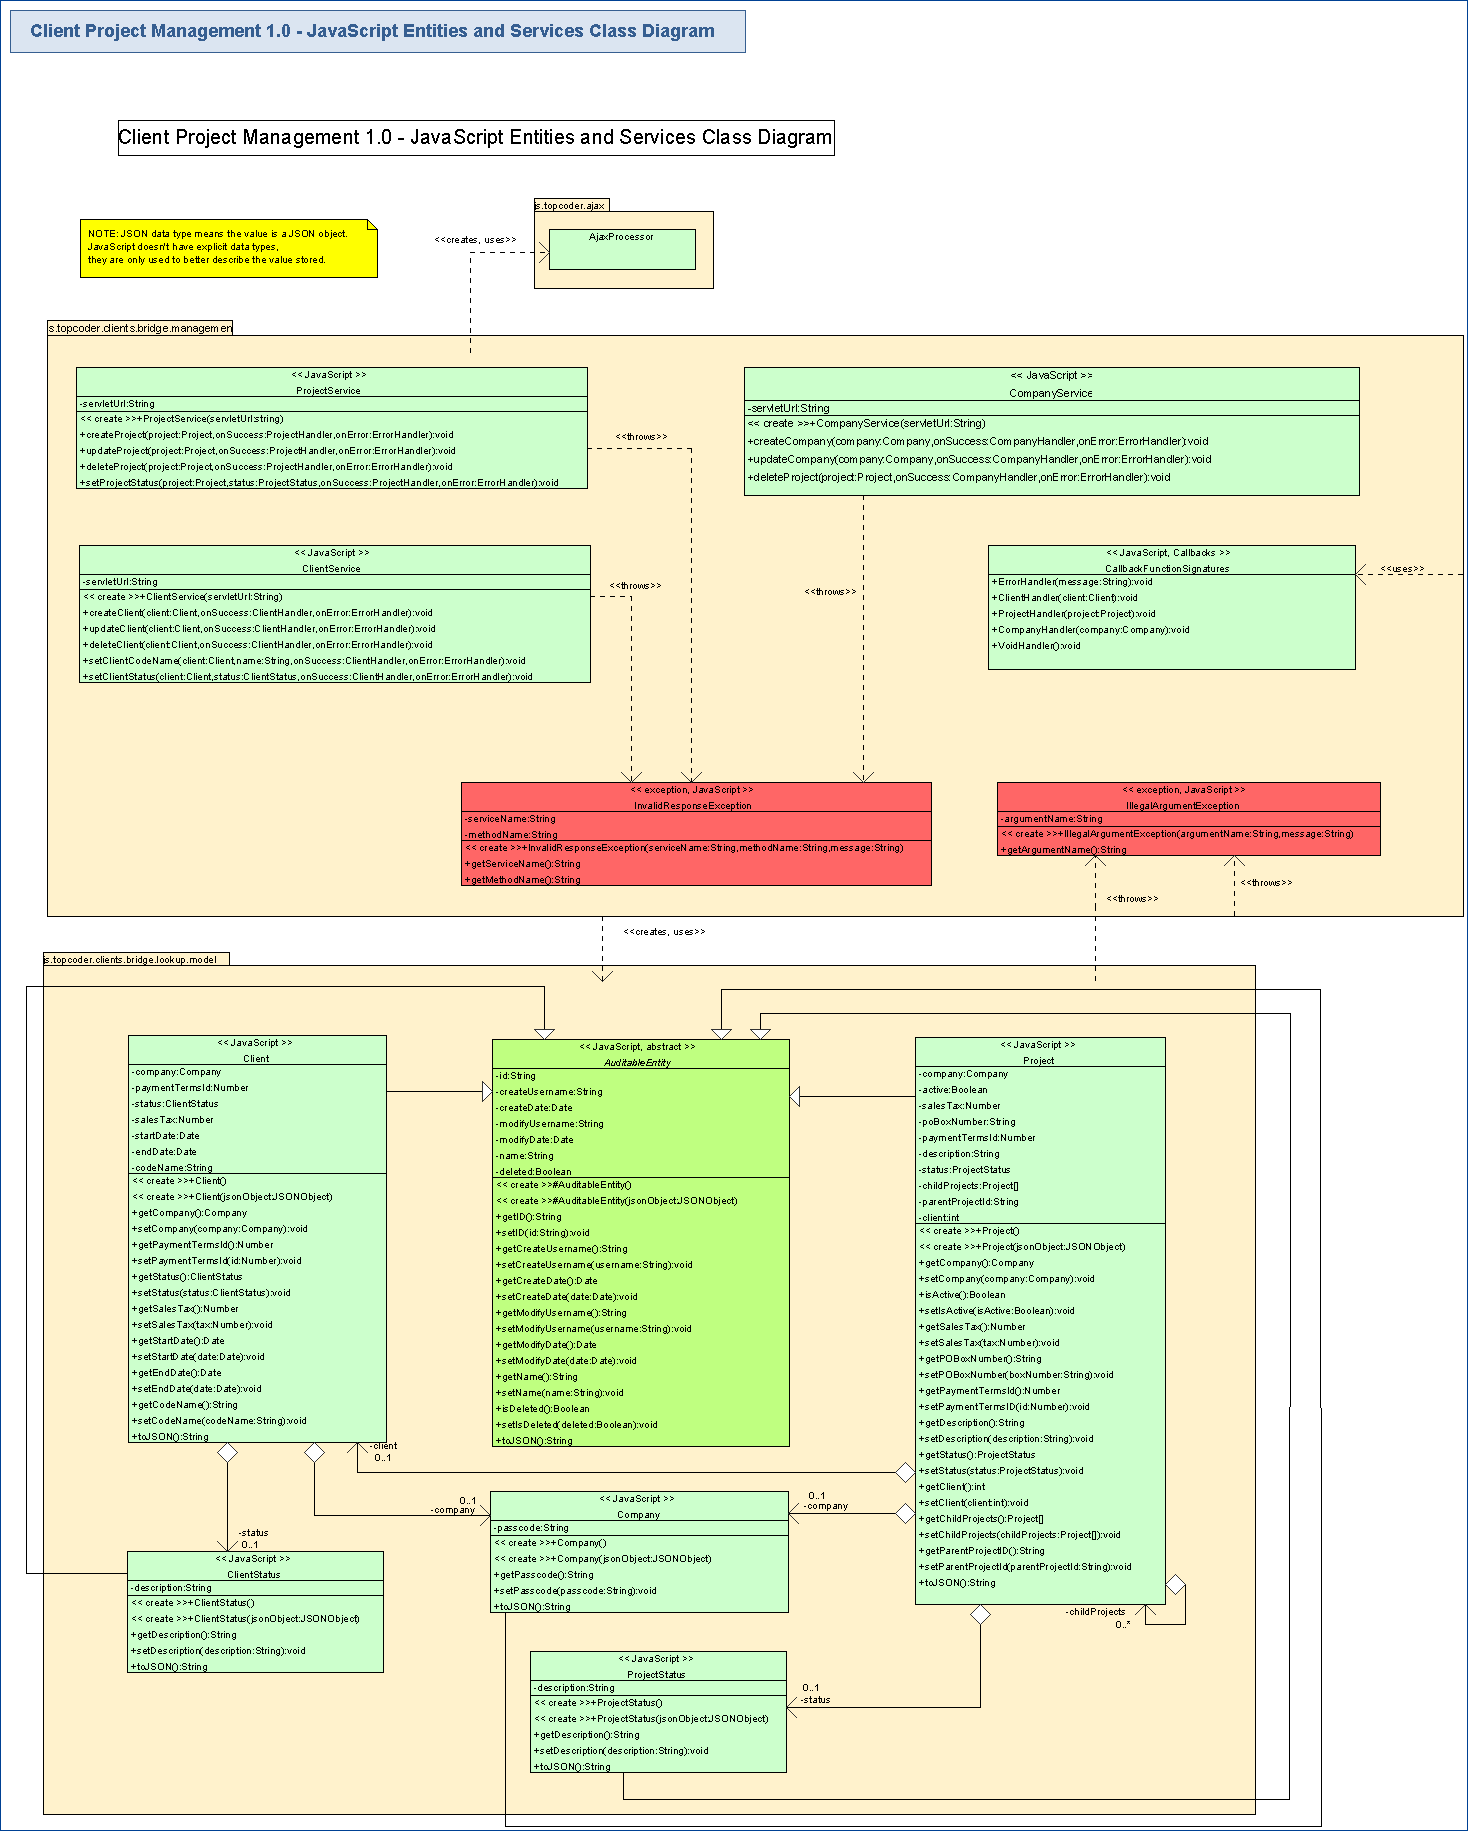 Client Project Management 1.0 - JavaScript Entities and Services Class Diagram
Client Project Management 1.0 - JavaScript Entities and Services Class Diagram
js.topcoder.ajax
AjaxProcessor
<<creates, uses>>
NOTE: JSON data type means the value is a JSON object.
JavaScript doesn't have explicit data types,
they are only used to better describe the value stored.
s.topcoder.clients.bridge.managemen
<< JavaScript >>
ProjectService
-servletUrl:String
<< create >>+ProjectService(servletUrl:string)
+createProject(project:Project,onSuccess:ProjectHandler,onError:ErrorHandler):void
+updateProject(project:Project,onSuccess:ProjectHandler,onError:ErrorHandler):void
+deleteProject(project:Project,onSuccess:ProjectHandler,onError:ErrorHandler):void
+setProjectStatus(project:Project,status:ProjectStatus,onSuccess:ProjectHandler,onError:ErrorHandler):void
<<throws>>
<< JavaScript >>
CompanyService
-servletUrl:String
<< create >>+CompanyService(servletUrl:String)
+createCompany(company:Company,onSuccess:CompanyHandler,onError:ErrorHandler):void
+updateCompany(company:Company,onSuccess:CompanyHandler,onError:ErrorHandler):void
+deleteProject(project:Project,onSuccess:CompanyHandler,onError:ErrorHandler):void
<< JavaScript >>
ClientService
-servletUrl:String
<< create >>+ClientService(servletUrl:String)
+createClient(client:Client,onSuccess:ClientHandler,onError:ErrorHandler):void
+updateClient(client:Client,onSuccess:ClientHandler,onError:ErrorHandler):void
+deleteClient(client:Client,onSuccess:ClientHandler,onError:ErrorHandler):void
+setClientCodeName(client:Client,name:String,onSuccess:ClientHandler,onError:ErrorHandler):void
+setClientStatus(client:Client,status:ClientStatus,onSuccess:ClientHandler,onError:ErrorHandler):void
<<throws>>
<<throws>>
<< JavaScript, Callbacks >>
CallbackFunctionSignatures
+ErrorHandler(message:String):void
+ClientHandler(client:Client):void
+ProjectHandler(project:Project):void
+CompanyHandler(company:Company):void
+VoidHandler():void
<<uses>>
<< exception, JavaScript >>
InvalidResponseException
-serviceName:String
-methodName:String
<< create >>+InvalidResponseException(serviceName:String,methodName:String,message:String)
+getServiceName():String
+getMethodName():String
<< exception, JavaScript >>
IllegalArgumentException
-argumentName:String
<< create >>+IllegalArgumentException(argumentName:String,message:String)
+getArgumentName():String
<<throws>>
<<throws>>
<<creates, uses>>
js.topcoder.clients.bridge.lookup.model
<< JavaScript >>
Client
-company:Company
-paymentTermsId:Number
-status:ClientStatus
-salesTax:Number
-startDate:Date
-endDate:Date
-codeName:String
<< create >>+Client()
<< create >>+Client(jsonObject:JSONObject)
+getCompany():Company
+setCompany(company:Company):void
+getPaymentTermsId():Number
+setPaymentTermsId(id:Number):void
+getStatus():ClientStatus
+setStatus(status:ClientStatus):void
+getSalesTax():Number
+setSalesTax(tax:Number):void
+getStartDate():Date
+setStartDate(date:Date):void
+getEndDate():Date
+setEndDate(date:Date):void
+getCodeName():String
+setCodeName(codeName:String):void
+toJSON():String
<< JavaScript, abstract >>
AuditableEntity
-id:String
-createUsername:String
-createDate:Date
-modifyUsername:String
-modifyDate:Date
-name:String
-deleted:Boolean
<< create >>#AuditableEntity()
<< create >>#AuditableEntity(jsonObject:JSONObject)
+getID():String
+setID(id:String):void
+getCreateUsername():String
+setCreateUsername(username:String):void
+getCreateDate():Date
+setCreateDate(date:Date):void
+getModifyUsername():String
+setModifyUsername(username:String):void
+getModifyDate():Date
+setModifyDate(date:Date):void
+getName():String
+setName(name:String):void
+isDeleted():Boolean
+setIsDeleted(deleted:Boolean):void
+toJSON():String
<< JavaScript >>
Project
-company:Company
-active:Boolean
-salesTax:Number
-poBoxNumber:String
-paymentTermsId:Number
-description:String
-status:ProjectStatus
-childProjects:Project[]
-parentProjectId:String
-client:int
<< create >>+Project()
<< create >>+Project(jsonObject:JSONObject)
+getCompany():Company
+setCompany(company:Company):void
+isActive():Boolean
+setIsActive(isActive:Boolean):void
+getSalesTax():Number
+setSalesTax(tax:Number):void
+getPOBoxNumber():String
+setPOBoxNumber(boxNumber:String):void
+getPaymentTermsId():Number
+setPaymentTermsID(id:Number):void
+getDescription():String
+setDescription(description:String):void
+getStatus():ProjectStatus
+setStatus(status:ProjectStatus):void
+getClient():int
+setClient(client:int):void
+getChildProjects():Project[]
+setChildProjects(childProjects:Project[]):void
+getParentProjectID():String
+setParentProjectId(parentProjectId:String):void
+toJSON():String
-client
0..1
0..1
-company
0..1
-company
-status
0..1
<< JavaScript >>
Company
-passcode:String
<< create >>+Company()
<< create >>+Company(jsonObject:JSONObject)
+getPasscode():String
+setPasscode(passcode:String):void
+toJSON():String
<< JavaScript >>
ClientStatus
-description:String
<< create >>+ClientStatus()
<< create >>+ClientStatus(jsonObject:JSONObject)
+getDescription():String
+setDescription(description:String):void
+toJSON():String
-childProjects
0..*
<< JavaScript >>
ProjectStatus
-description:String
<< create >>+ProjectStatus()
<< create >>+ProjectStatus(jsonObject:JSONObject)
+getDescription():String
+setDescription(description:String):void
+toJSON():String
0..1
-status